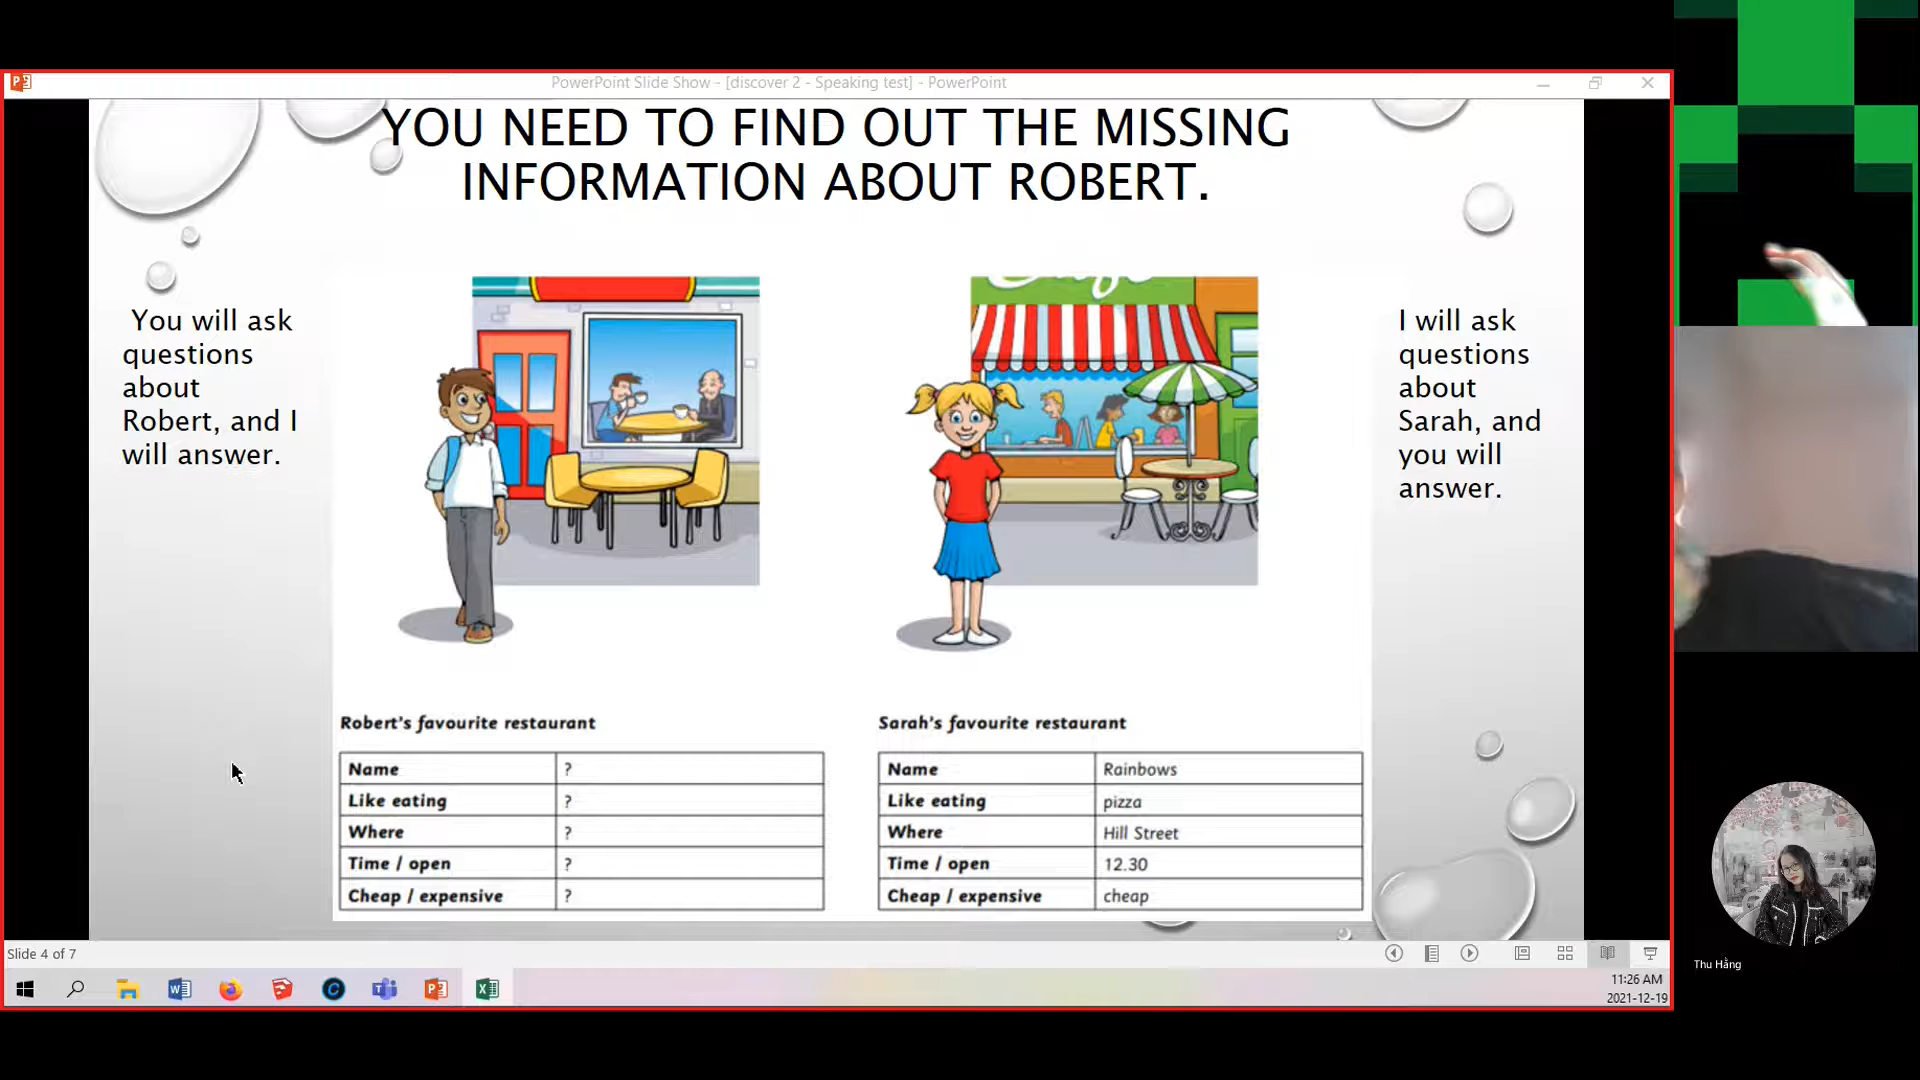 PowerPoint Slide Show - [discover 2 - Speaking test] - PowerPoint
YOU NEED TO FIND OUT THE MISSING
INFORMATION ABOUT ROBERT.
You will ask
questions
about
Robert, and I
will answer.
I will ask
questions
about
Sarah, and
you will
answer.
Robert's favourite restaurant
Name ?
Like eating ?
Where ?
Time / open ?
Cheap / expensive ?
Sarah's favourite restaurant
Name Rainbows
Like eating pizza
Where Hill Street
Time / open 12.30
Cheap / expensive cheap
Slide 4 of 7
11:26 AM
2021-12-19
Thu Hằng